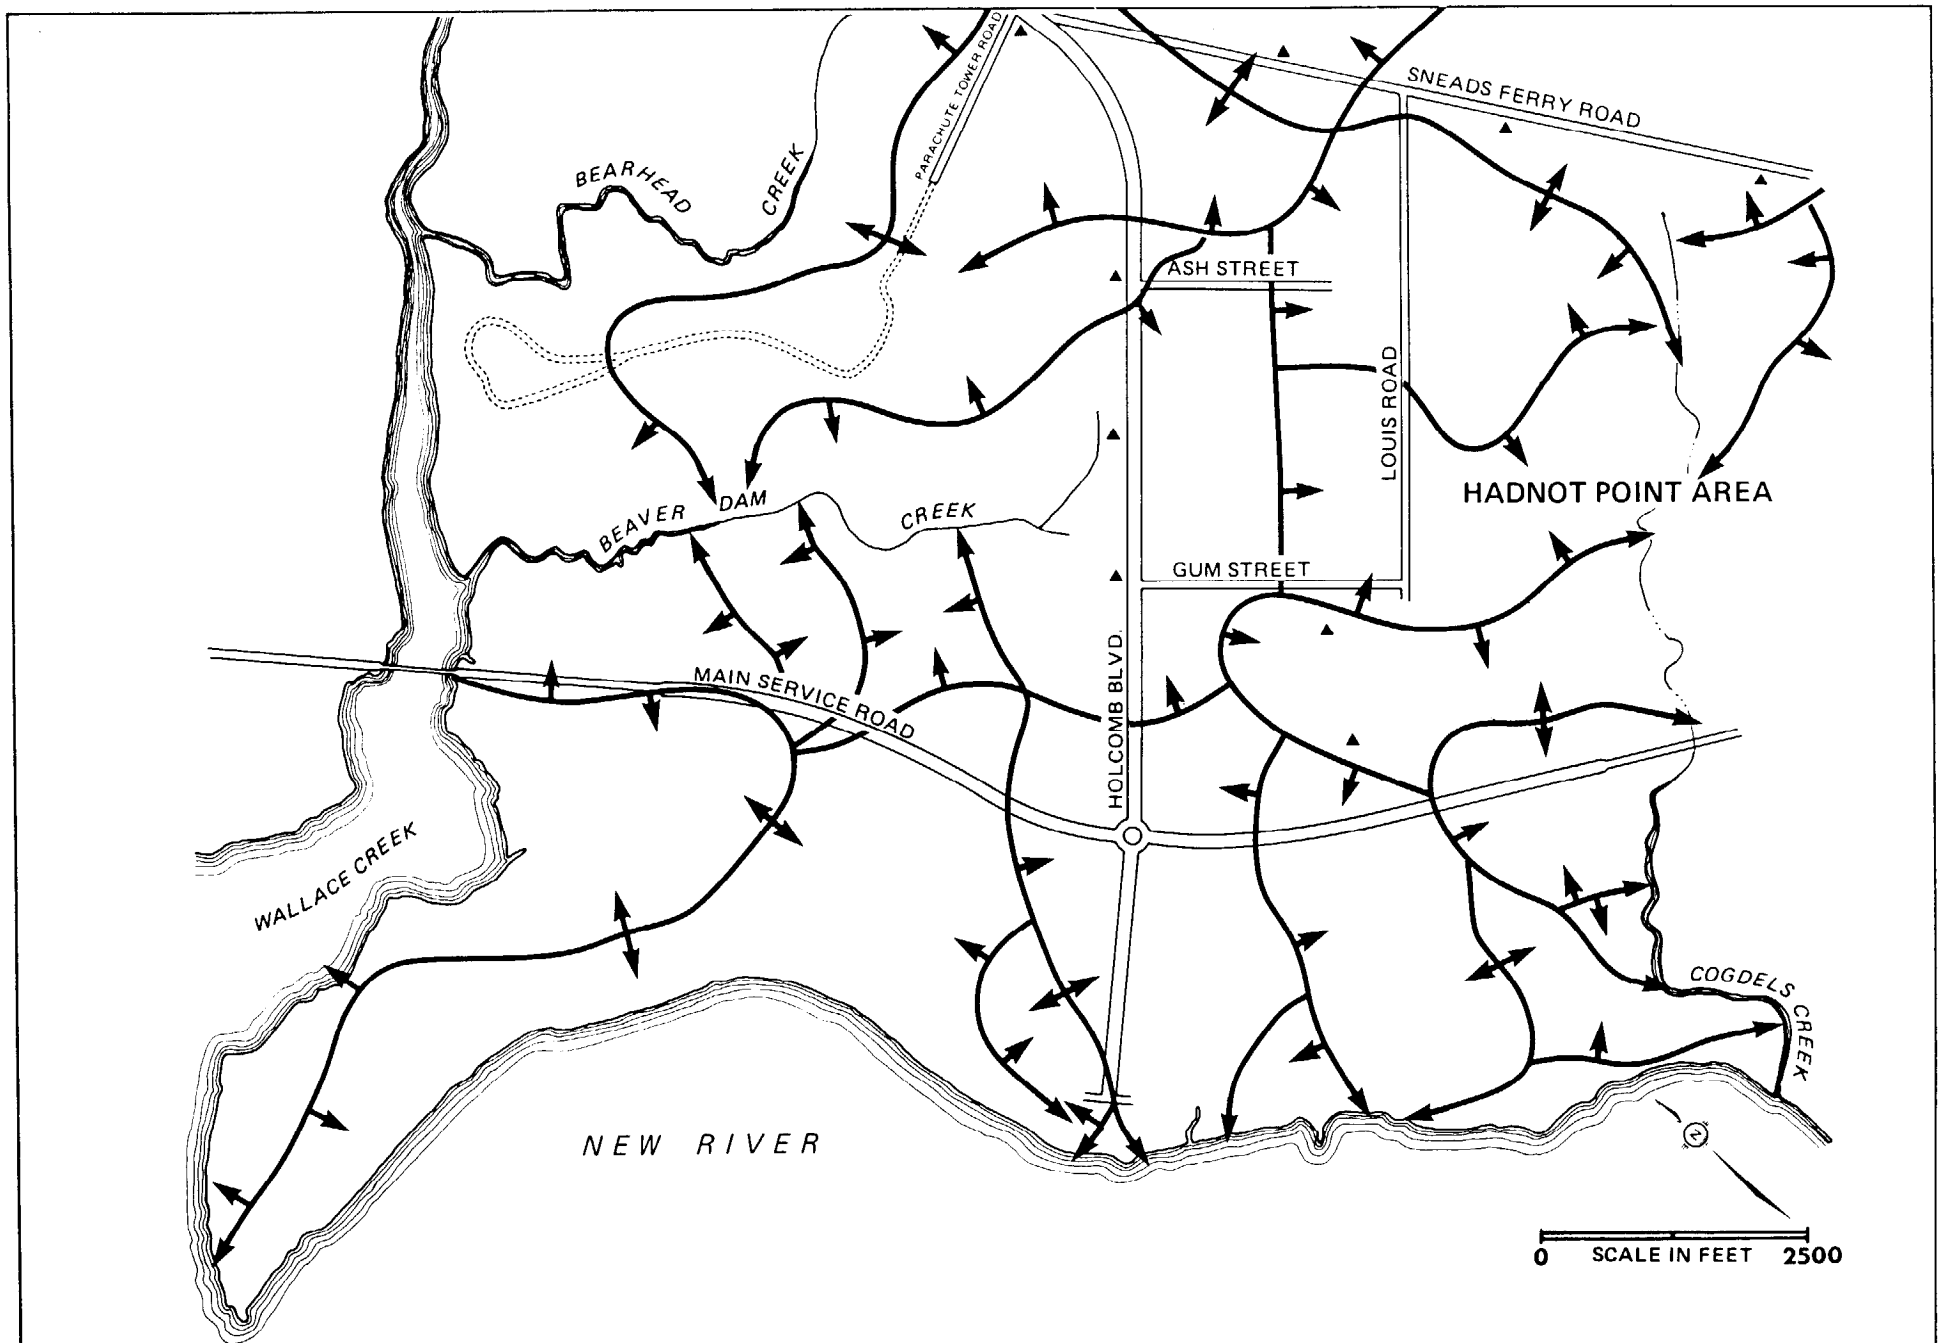 PARACHUTE TOWER ROAD
SNEADS FERRY ROAD
BEARHEAD
CREEK
ASH STREET
LOUIS ROAD
HADNOT POINT AREA
BEAVER DAM
CREEK
GUM STREET
HOLCOMB BLVD.
MAIN SERVICE ROAD
WALLACE CREEK
COGDELS
CREEK
NEW RIVER
N
0 SCALE IN FEET 2500